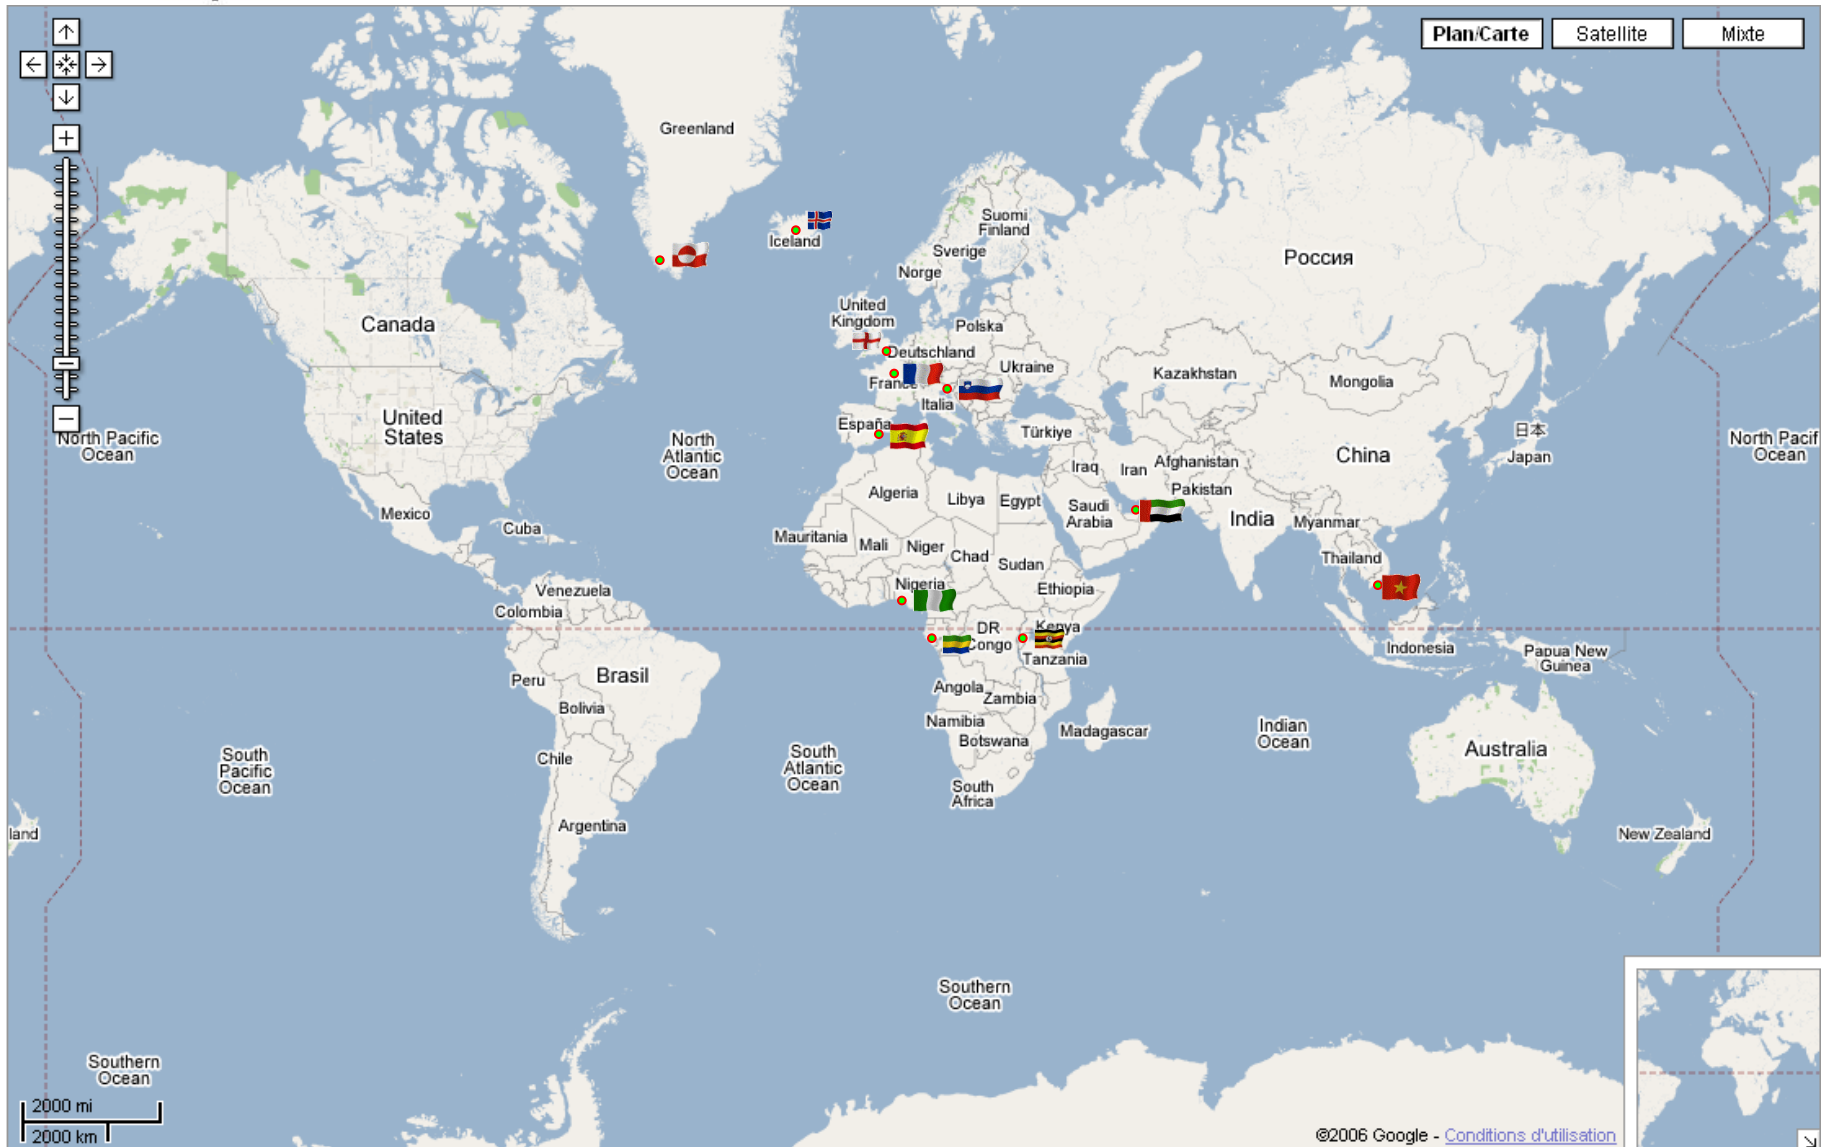 Plan/Carte
Satellite
Mixte
Greenland
Iceland
Suomi
Finland
Sverige
Norge
Россия
United
Kingdom
Polska
Canada
Deutschland
Ukraine
France
Kazakhstan
Mongolia
Italia
United
States
España
Türkiye
日本
Japan
North Pacific
Ocean
North
Atlantic
Ocean
China
North Pacif
Ocean
Iraq
Iran
Afghanistan
Pakistan
Algeria
Libya
Egypt
Saudi
Arabia
India
Myanmar
Mexico
Cuba
Mauritania
Mali
Niger
Chad
Sudan
Thailand
Venezuela
Nigeria
Ethiopia
Colombia
DR
Congo
Kenya
Tanzania
Indonesia
Papua New
Guinea
Peru
Brasil
Angola
Zambia
Bolivia
Namibia
Botswana
Madagascar
Indian
Ocean
Australia
Chile
South
Pacific
Ocean
South
Atlantic
Ocean
South
Africa
Argentina
land
New Zealand
Southern
Ocean
Southern
Ocean
2000 mi
2000 km
©2006 Google - Conditions d'utilisation